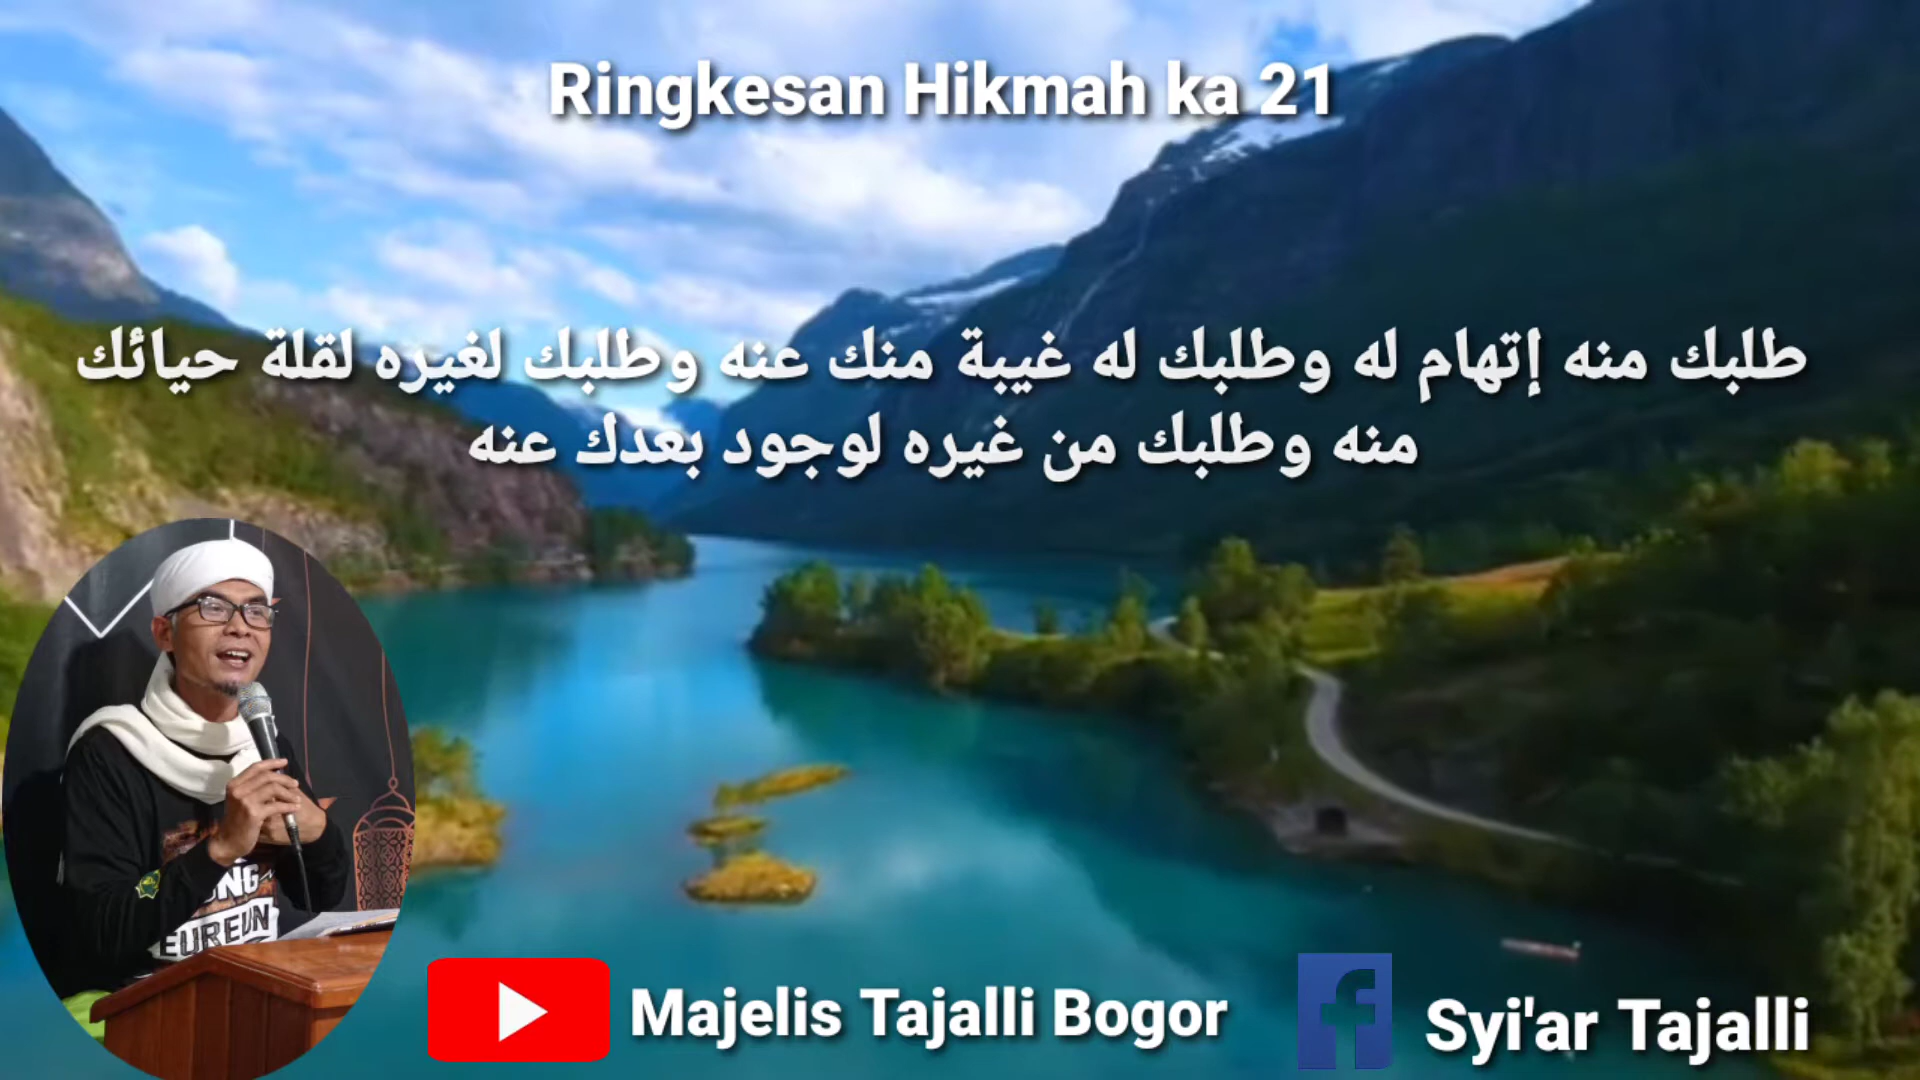 Ringkesan Hikmah ka 21
طلبك منه إتهام له وطلبك له غيبة منك عنه وطلبك لغيره لقلة حيائك
منه وطلبك من غيره لوجود بعدك عنه
EUREUN
Majelis Tajalli Bogor
Syi'ar Tajalli